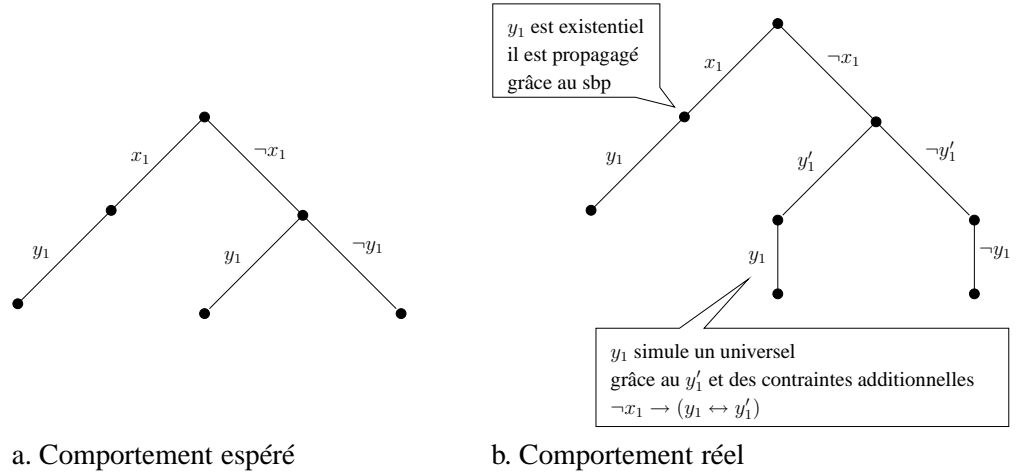 y₁ est existentiel
il est propagé
grâce au sbp
x₁
¬x₁
x₁
¬x₁
y₁
y′₁
¬y′₁
y₁
y₁
¬y₁
y₁
¬y₁
y₁ simule un universel
grâce au y′₁ et des contraintes additionnelles
¬x₁ → (y₁ ↔ y′₁)
a. Comportement espéré
b. Comportement réel